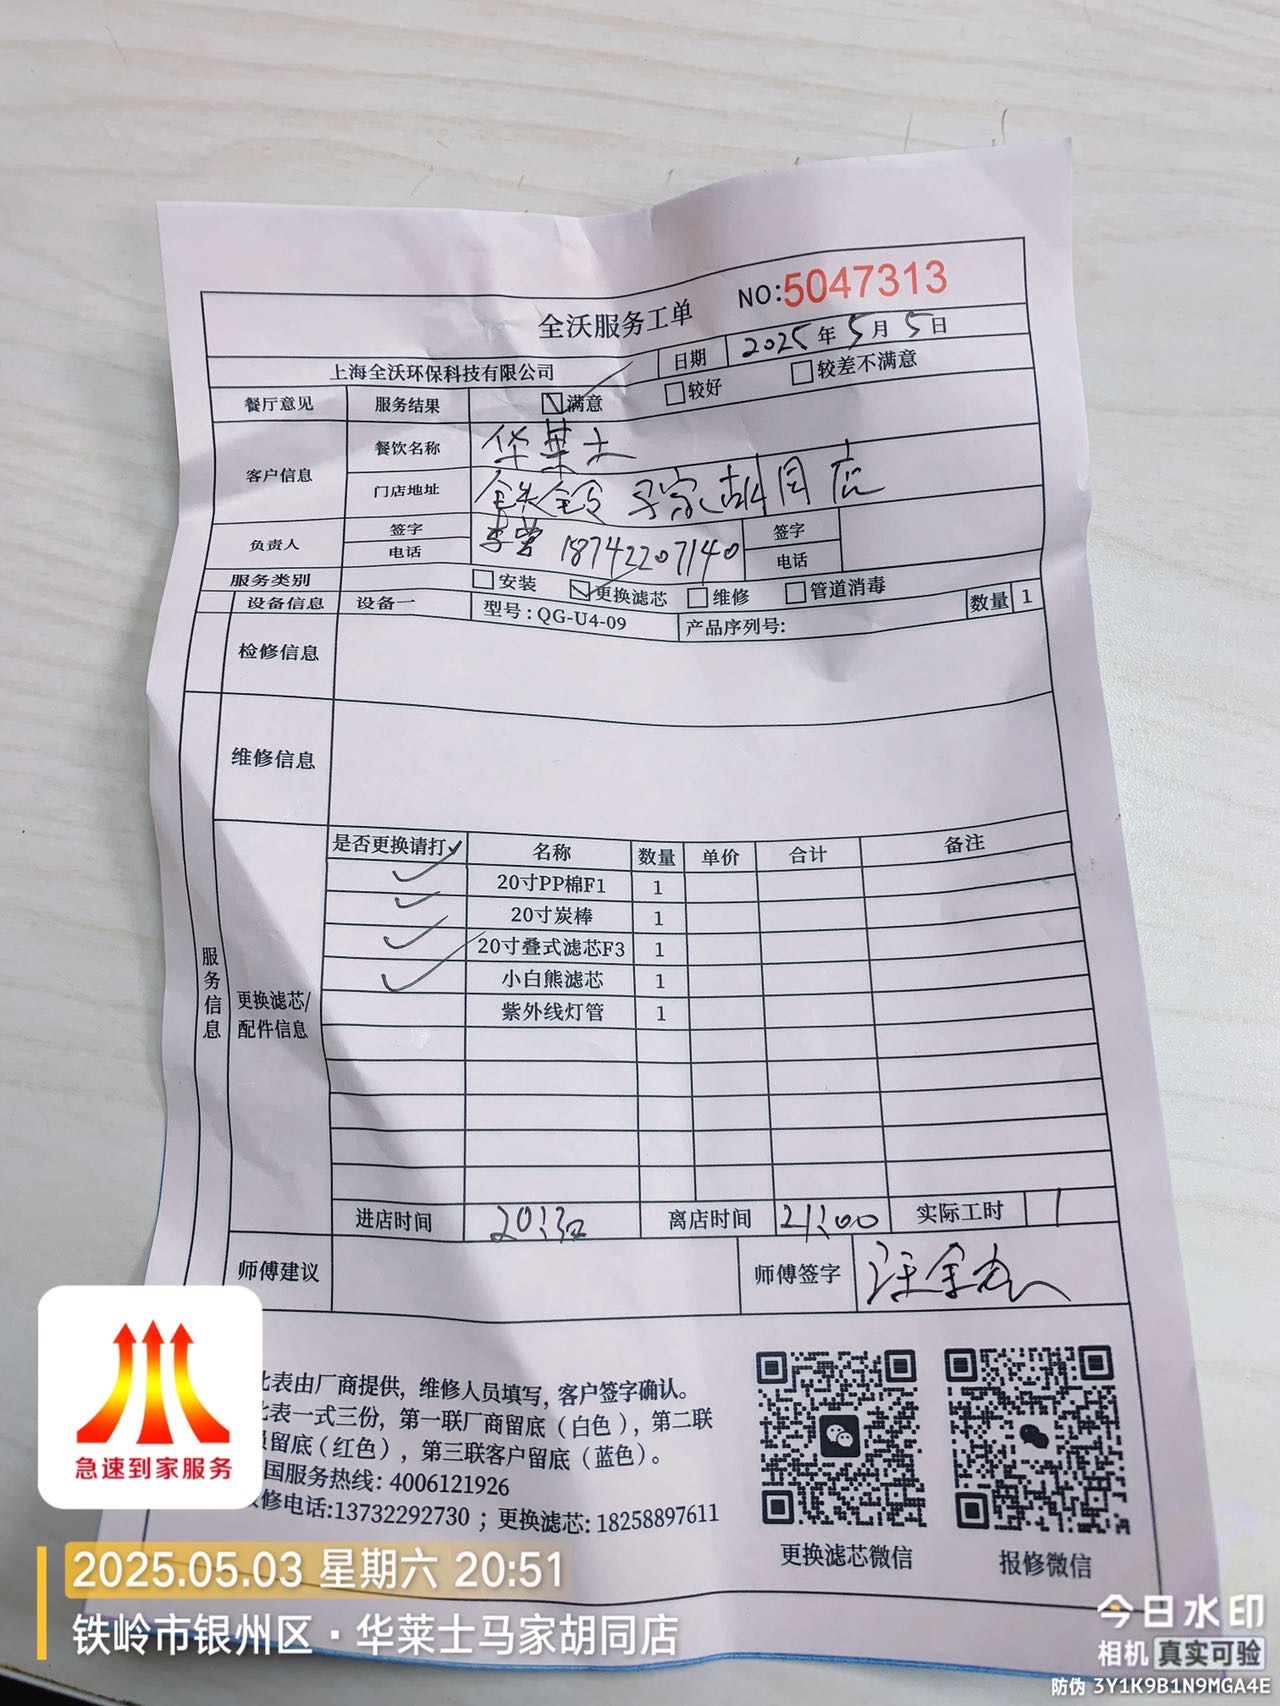 全沃服务工单 NO:5047313
上海全沃环保科技有限公司 日期 2025年5月5日
餐厅意见 服务结果 满意 较好 较差不满意
客户信息 餐饮名称 华莱士
门店地址 铁岭 马家胡同店
负责人 签字 签字
电话 18742207140 电话
服务类别 安装 更换滤芯 维修 管道消毒
设备信息 设备一 型号：QG-U4-09 产品序列号: 数量 1
检修信息
维修信息
服务信息
更换滤芯/
配件信息
是否更换请打✓ 名称 数量 单价 合计 备注
✓ 20寸PP棉F1 1
✓ 20寸炭棒 1
✓ 20寸叠式滤芯F3 1
✓ 小白熊滤芯 1
紫外线灯管 1
进店时间 离店时间 21:00 实际工时 1
师傅建议 师傅签字
此表由厂商提供，维修人员填写，客户签字确认。
此表一式三份，第一联厂商留底（白色），第二联
员留底（红色），第三联客户留底（蓝色）。
国服务热线: 4006121926
修电话:13732292730 ；更换滤芯: 18258897611
更换滤芯微信 报修微信
急速到家服务
2025.05.03 星期六 20:51
铁岭市银州区·华莱士马家胡同店
今日水印
相机 真实可验
防伪 3Y1K9B1N9MGA4E